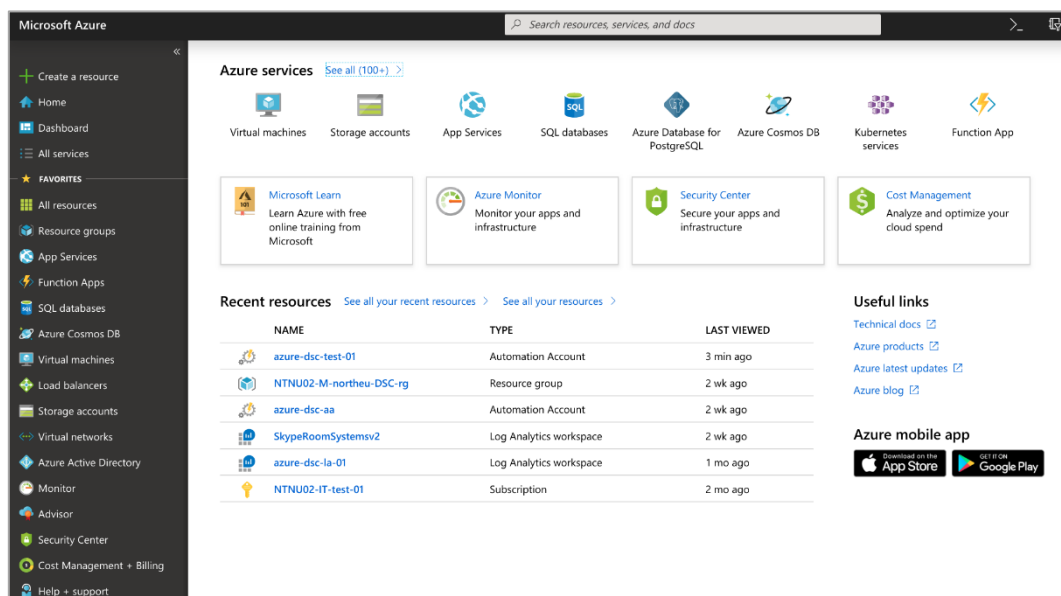 Microsoft Azure
Search resources, services, and docs
«
Create a resource
Home
Dashboard
All services
FAVORITES
All resources
Resource groups
App Services
Function Apps
SQL databases
Azure Cosmos DB
Virtual machines
Load balancers
Storage accounts
Virtual networks
Azure Active Directory
Monitor
Advisor
Security Center
Cost Management + Billing
Help + support
Azure services See all (100+) >
Virtual machines
Storage accounts
App Services
SQL
SQL databases
Azure Database for
PostgreSQL
Azure Cosmos DB
Kubernetes
services
Function App
101
Microsoft Learn
Learn Azure with free
online training from
Microsoft
Azure Monitor
Monitor your apps and
infrastructure
Security Center
Secure your apps and
infrastructure
$
Cost Management
Analyze and optimize your
cloud spend
Recent resources See all your recent resources > See all your resources >
NAME TYPE LAST VIEWED
azure-dsc-test-01 Automation Account 3 min ago
NTNU02-M-northeu-DSC-rg Resource group 2 wk ago
azure-dsc-aa Automation Account 2 wk ago
SkypeRoomSystemsv2 Log Analytics workspace 2 wk ago
azure-dsc-la-01 Log Analytics workspace 1 mo ago
NTNU02-IT-test-01 Subscription 2 mo ago
Useful links
Technical docs
Azure products
Azure latest updates
Azure blog
Azure mobile app
Download on the
App Store
GET IT ON
Google Play